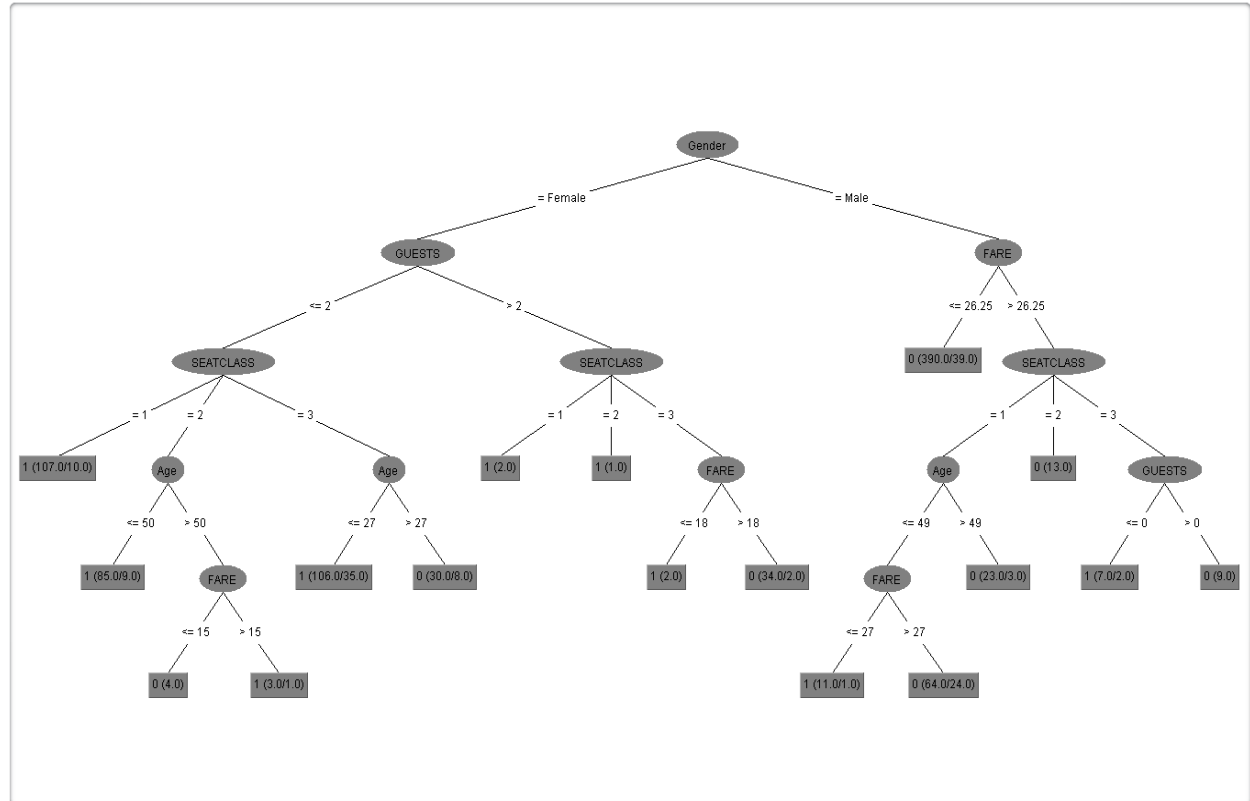 Gender
= Female = Male
GUESTS FARE
<= 2 > 2 <= 26.25 > 26.25
SEATCLASS SEATCLASS 0 (390.0/39.0) SEATCLASS
= 1 = 2 = 3 = 1 = 2 = 3 = 1 = 2 = 3
1 (107.0/10.0) Age Age 1 (2.0) 1 (1.0) FARE Age 0 (13.0) GUESTS
<= 50 > 50 <= 27 > 27 <= 18 > 18 <= 49 > 49 <= 0 > 0
1 (85.0/9.0) FARE 1 (106.0/35.0) 0 (30.0/8.0) 1 (2.0) 0 (34.0/2.0) FARE 0 (23.0/3.0) 1 (7.0/2.0) 0 (9.0)
<= 15 > 15 <= 27 > 27
0 (4.0) 1 (3.0/1.0) 1 (11.0/1.0) 0 (64.0/24.0)